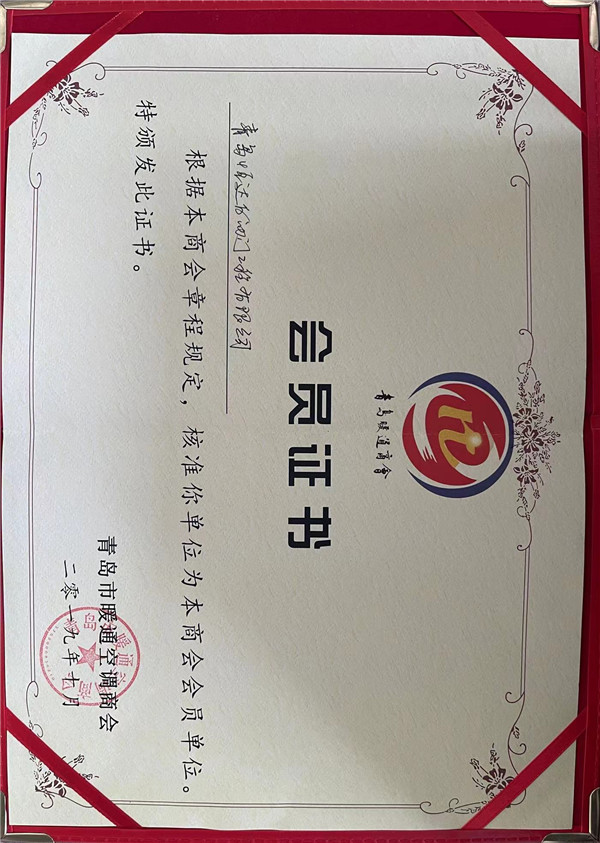 青岛暖通商會
会员证书
根据本商会章程规定，核准你单位为本商会会员单位。
特颁发此证书。
青岛市暖通空调商会
二零一九年十月